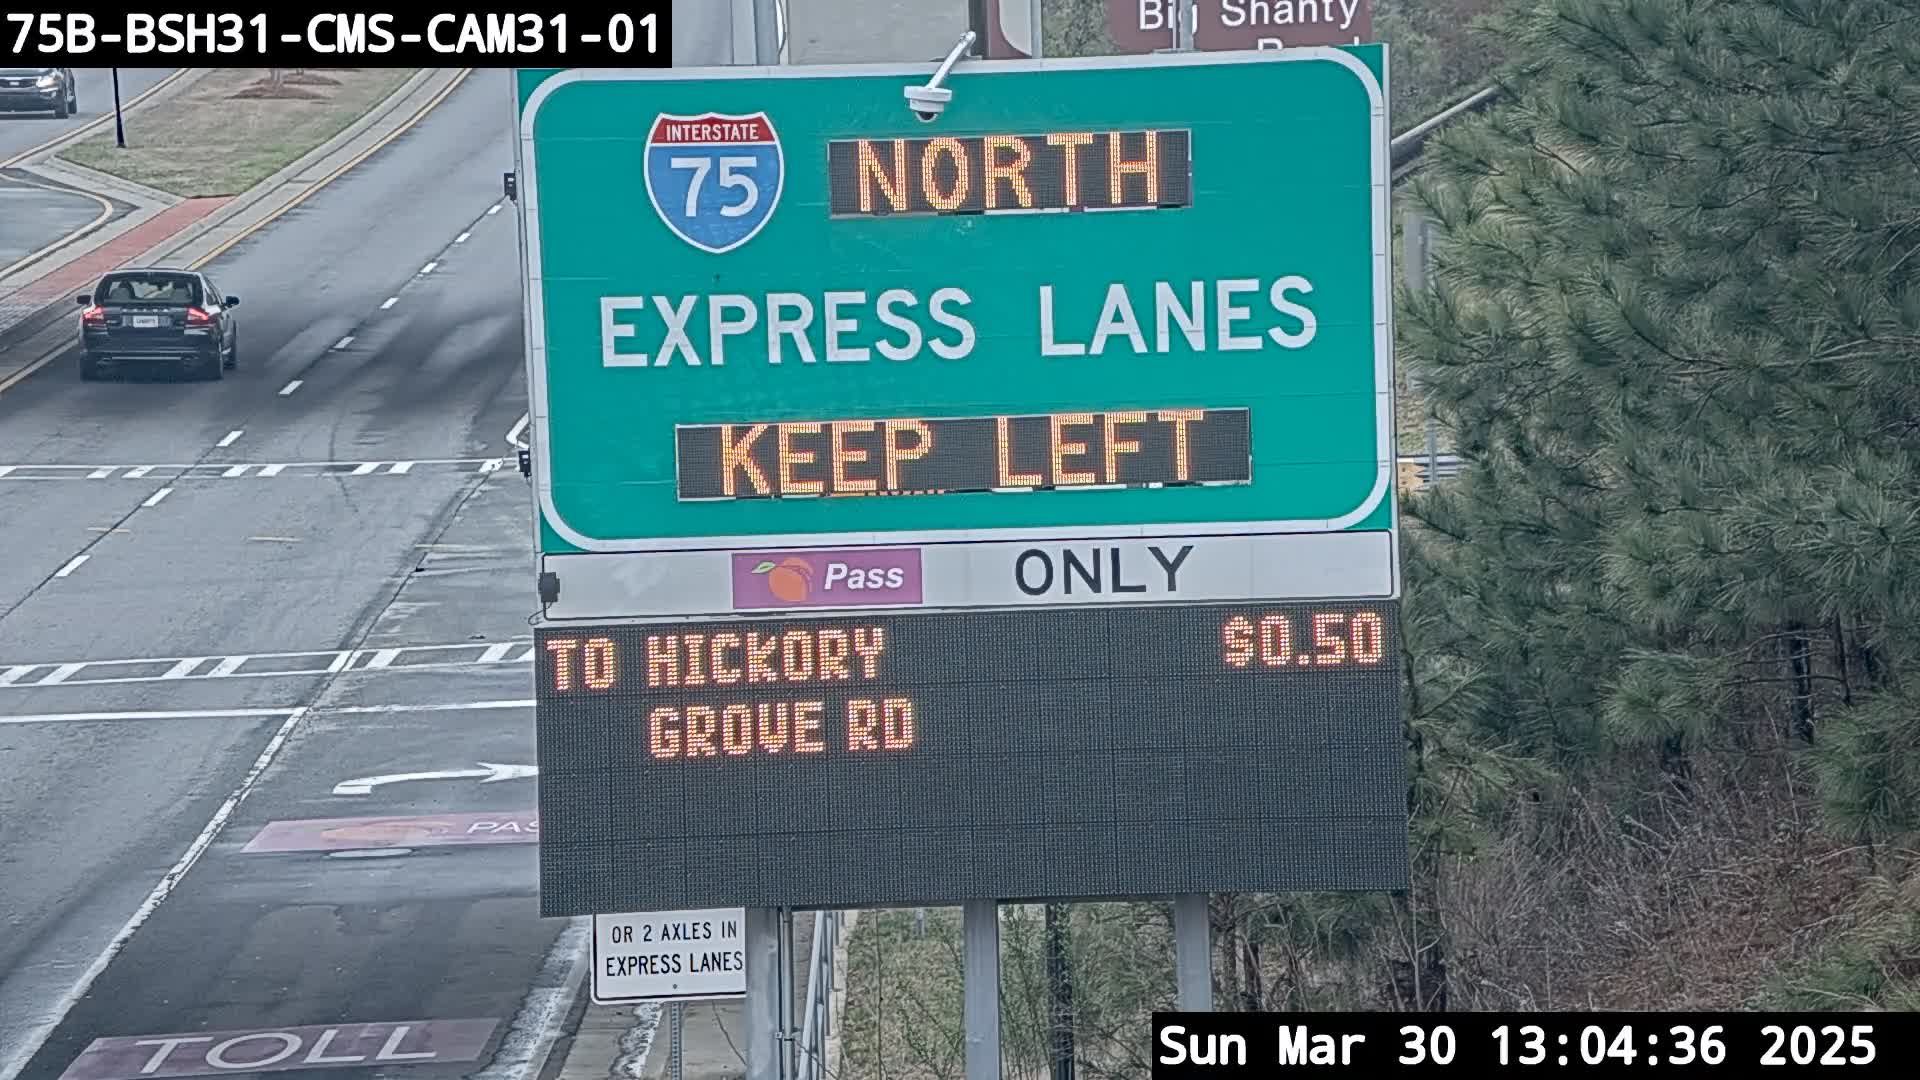 75B-BSH31-CMS-CAM31-01
Big Shanty
INTERSTATE
75
NORTH
EXPRESS LANES
KEEP LEFT
Pass ONLY
TO HICKORY $0.50
GROVE RD
OR 2 AXLES IN
EXPRESS LANES
TOLL
Sun Mar 30 13:04:36 2025